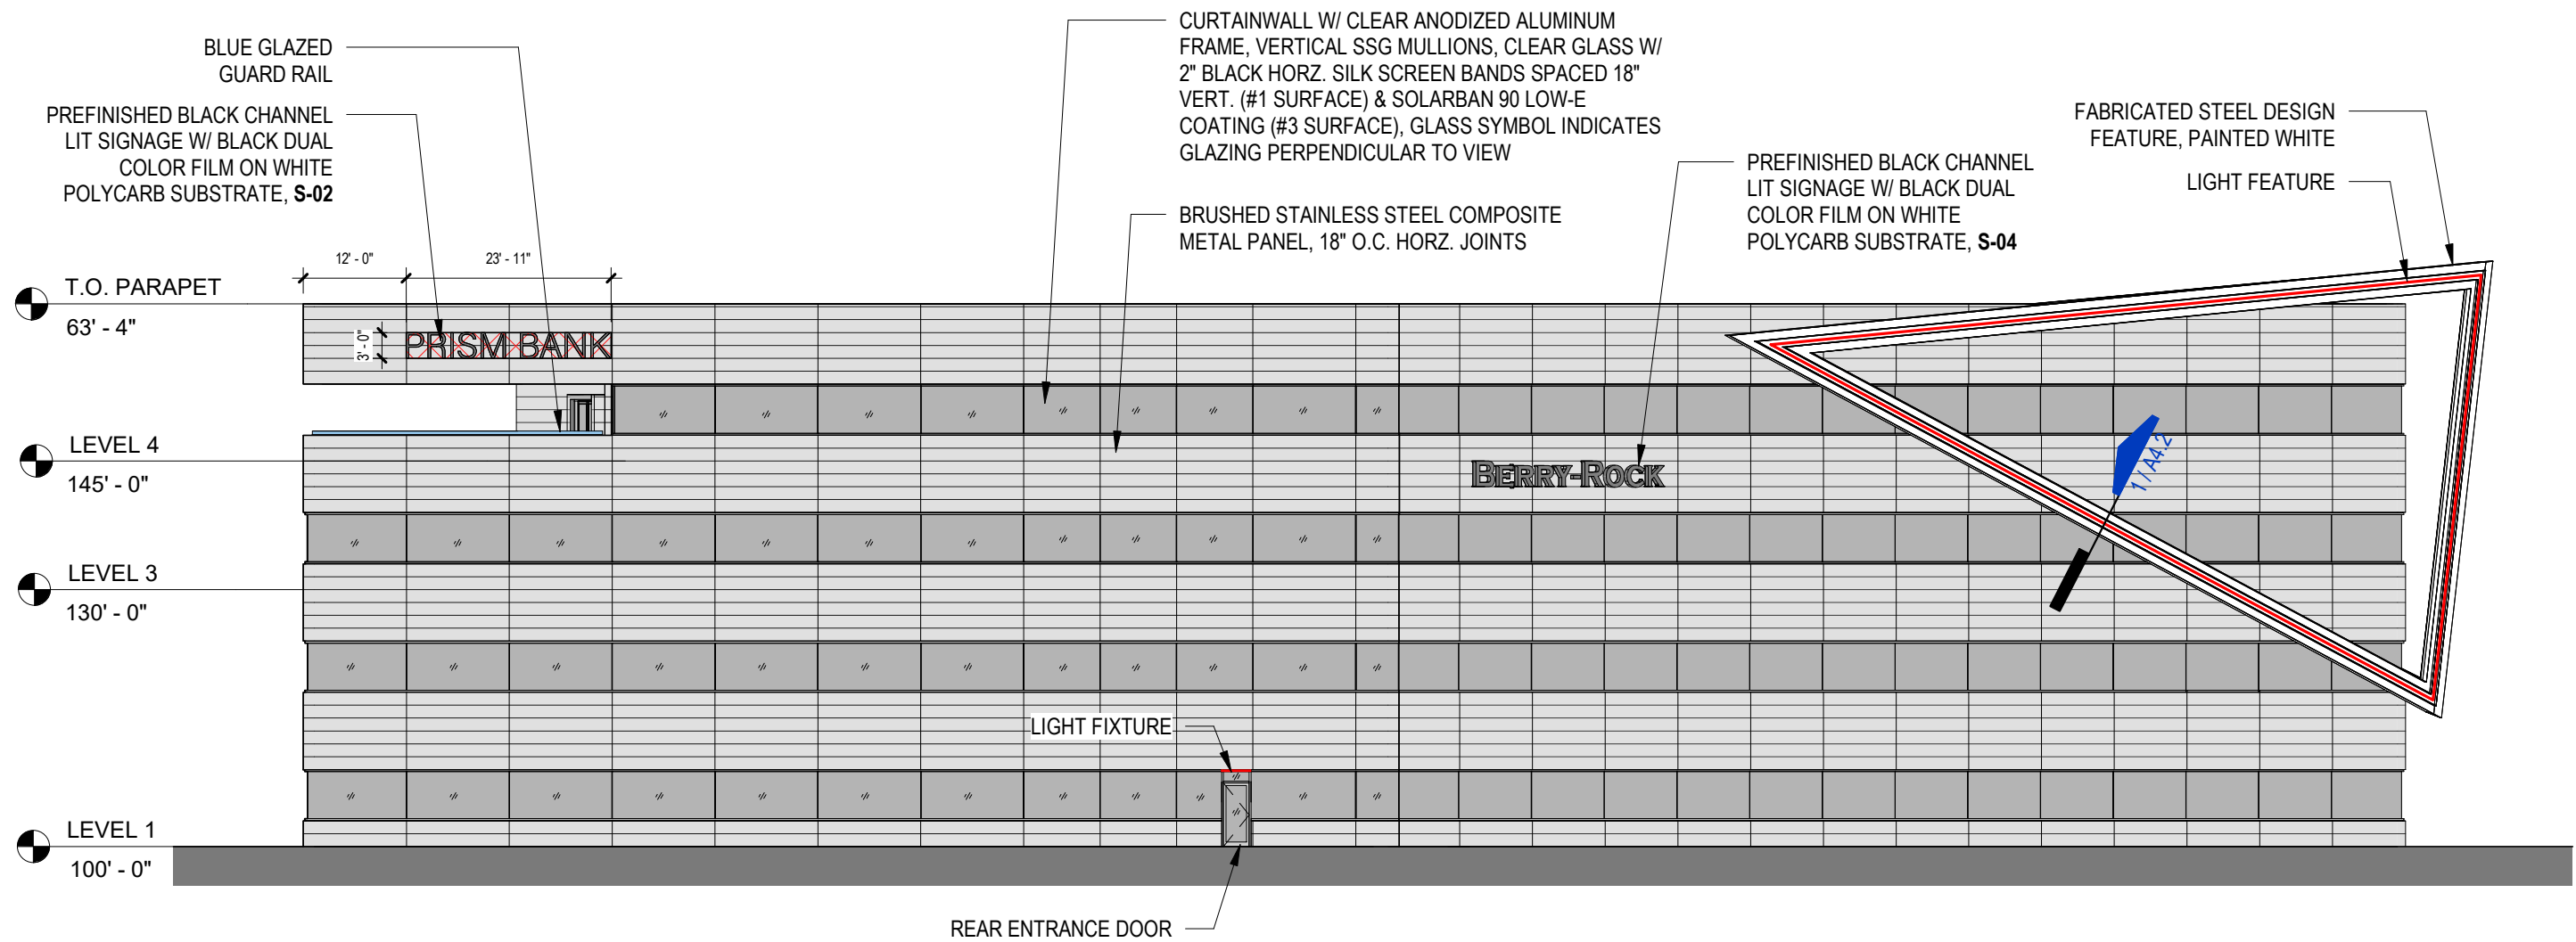 BLUE GLAZED
GUARD RAIL
PREFINISHED BLACK CHANNEL
LIT SIGNAGE W/ BLACK DUAL
COLOR FILM ON WHITE
POLYCARB SUBSTRATE, S-02
CURTAINWALL W/ CLEAR ANODIZED ALUMINUM
FRAME, VERTICAL SSG MULLIONS, CLEAR GLASS W/
2" BLACK HORZ. SILK SCREEN BANDS SPACED 18"
VERT. (#1 SURFACE) & SOLARBAN 90 LOW-E
COATING (#3 SURFACE), GLASS SYMBOL INDICATES
GLAZING PERPENDICULAR TO VIEW
BRUSHED STAINLESS STEEL COMPOSITE
METAL PANEL, 18" O.C. HORZ. JOINTS
PREFINISHED BLACK CHANNEL
LIT SIGNAGE W/ BLACK DUAL
COLOR FILM ON WHITE
POLYCARB SUBSTRATE, S-04
FABRICATED STEEL DESIGN
FEATURE, PAINTED WHITE
LIGHT FEATURE
12' - 0"
23' - 11"
T.O. PARAPET
63' - 4"
3' - 0"
PRISM BANK
LEVEL 4
145' - 0"
BERRY-ROCK
1 / A4.2
LEVEL 3
130' - 0"
LIGHT FIXTURE
LEVEL 1
100' - 0"
REAR ENTRANCE DOOR